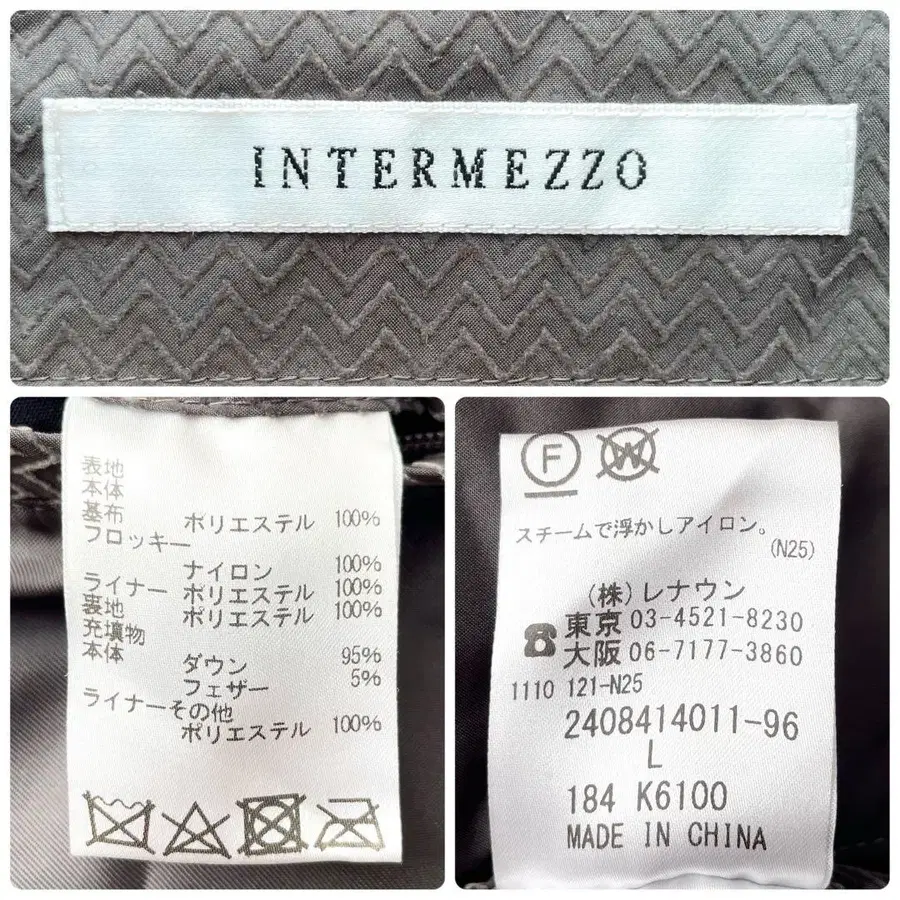 INTERMEZZO
表地
本体
基布 ポリエステル 100%
フロッキー
ナイロン 100%
ライナー ポリエステル 100%
裏地 ポリエステル 100%
充填物
本体 ダウン 95%
フェザー 5%
ライナーその他
ポリエステル 100%
F W
スチームで浮かしアイロン。
(N25)
(株)レナウン
☎東京 03-4521-8230
大阪 06-7177-3860
1110 121-N25
2408414011-96
L
184 K6100
MADE IN CHINA